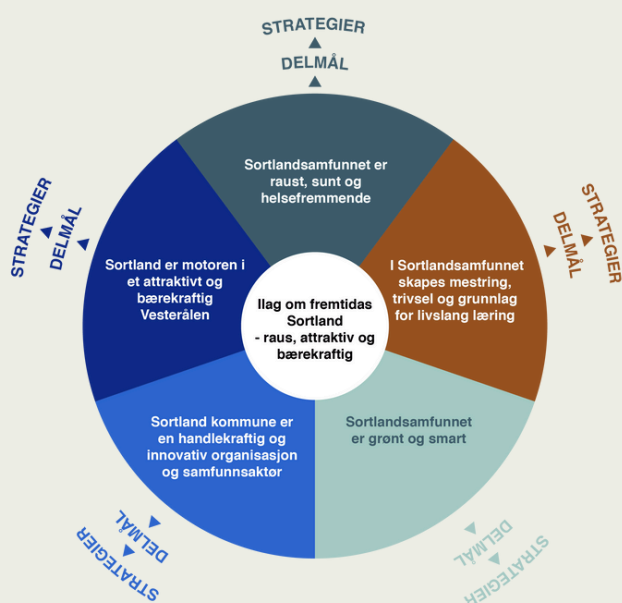 STRATEGIER
DELMÅL
Sortlandsamfunnet er
raust, sunt og
helsefremmende
STRATEGIER
DELMÅL
I Sortlandsamfunnet
skapes mestring,
trivsel og grunnlag
for livslang læring
STRATEGIER
DELMÅL
Sortlandsamfunnet
er grønt og smart
STRATEGIER
DELMÅL
Sortland kommune er
en handlekraftig og
innovativ organisasjon
og samfunnsaktør
STRATEGIER
DELMÅL
Sortland er motoren i
et attraktivt og
bærekraftig
Vesterålen
Ilag om fremtidas
Sortland
- raus, attraktiv og
bærekraftig